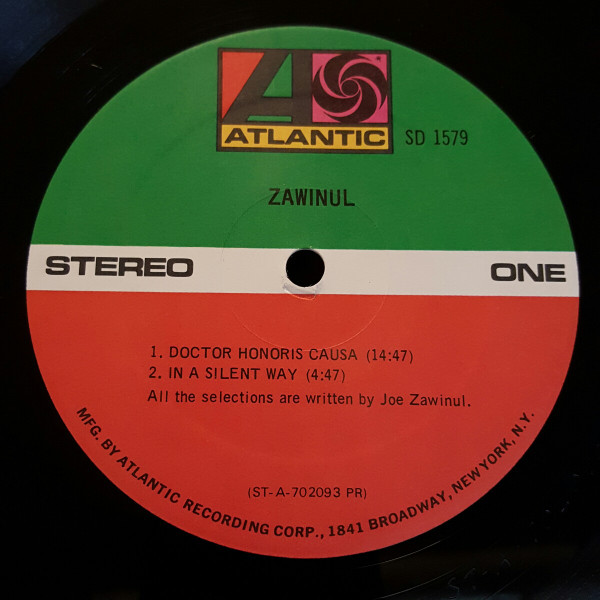 ATLANTIC
SD 1579
ZAWINUL
STEREO
ONE
1. DOCTOR HONORIS CAUSA (14:47)
2. IN A SILENT WAY (4:47)
All the selections are written by Joe Zawinul.
(ST-A-702093 PR)
MFG. BY ATLANTIC RECORDING CORP., 1841 BROADWAY, NEW YORK, N.Y.